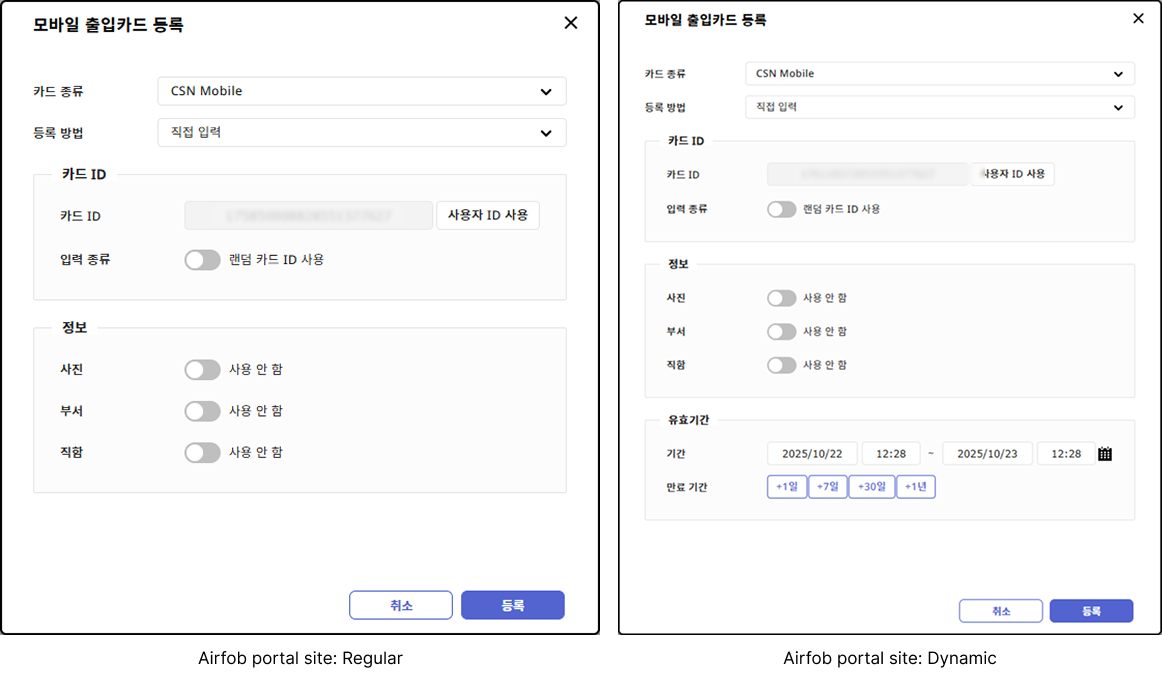 모바일 출입카드 등록
카드 종류
CSN Mobile
등록 방법
직접 입력
카드 ID
카드 ID
사용자 ID 사용
입력 종류
랜덤 카드 ID 사용
정보
사진
사용 안 함
부서
사용 안 함
직함
사용 안 함
취소
등록
Airfob portal site: Regular
모바일 출입카드 등록
카드 종류
CSN Mobile
등록 방법
직접 입력
카드 ID
카드 ID
사용자 ID 사용
입력 종류
랜덤 카드 ID 사용
정보
사진
사용 안 함
부서
사용 안 함
직함
사용 안 함
유효기간
기간
2025/10/22 12:28 ~ 2025/10/23 12:28
만료 기간
+1일 +7일 +30일 +1년
취소
등록
Airfob portal site: Dynamic